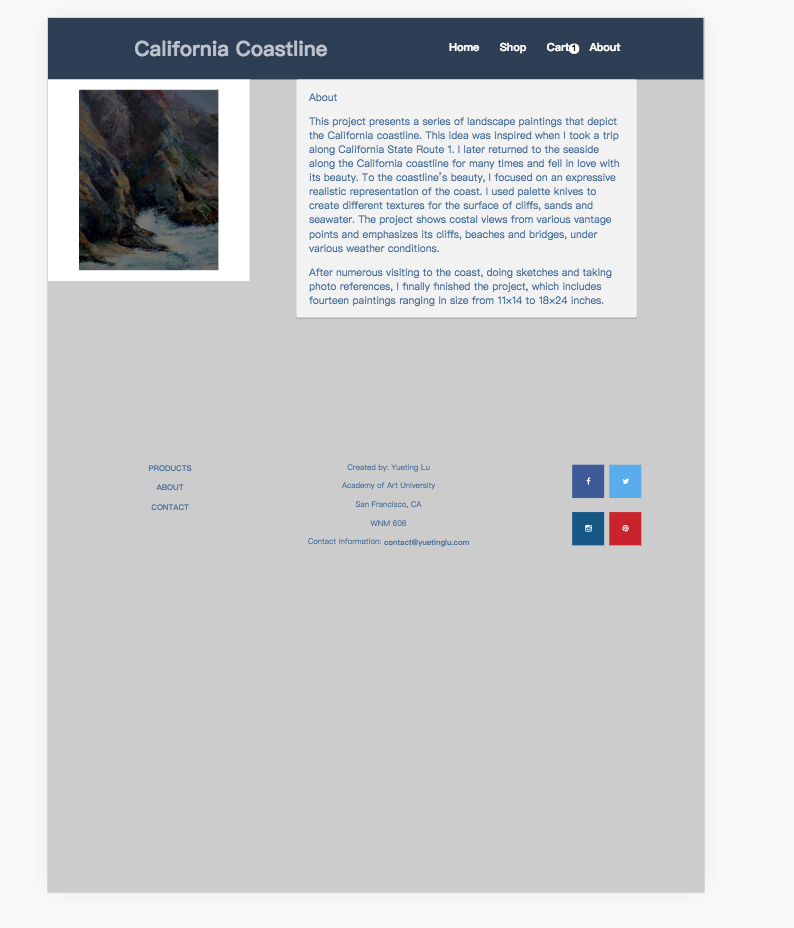 California Coastline
Home Shop Cart 1 About
About
This project presents a series of landscape paintings that depict
the California coastline. This idea was inspired when I took a trip
along California State Route 1. I later returned to the seaside
along the California coastline for many times and fell in love with
its beauty. To the coastline's beauty, I focused on an expressive
realistic representation of the coast. I used palette knives to
create different textures for the surface of cliffs, sands and
seawater. The project shows costal views from various vantage
points and emphasizes its cliffs, beaches and bridges, under
various weather conditions.
After numerous visiting to the coast, doing sketches and taking
photo references, I finally finished the project, which includes
fourteen paintings ranging in size from 11x14 to 18x24 inches.
PRODUCTS
ABOUT
CONTACT
Created by: Yueting Lu
Academy of Art University
San Francisco, CA
WNM 608
Contact information: contact@yuetinglu.com